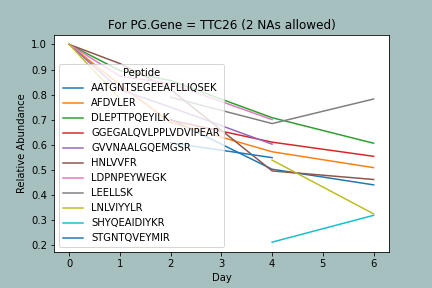 For PG.Gene = TTC26 (2 NAs allowed)
1.0
0.9
0.8
0.7
0.6
0.5
0.4
0.3
0.2
Relative Abundance
Peptide
AATGNTSEGEEAFLLIQSEK
AFDVLER
DLEPTTPQEYILK
GGEGALQVLPPLVDVIPEAR
GVVNAALGQEMGSR
HNLVVFR
LDPNPEYWEGK
LEELLSK
LNLVIYYLR
SHYQEAIDIYKR
STGNTQVEYMIR
0 1 2 3 4 5 6
Day